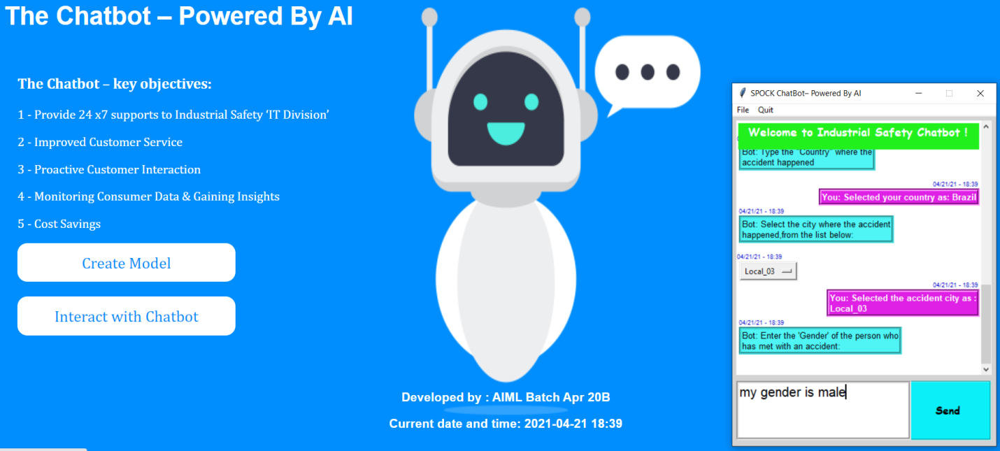 The Chatbot – Powered By AI
The Chatbot – key objectives:
1 - Provide 24 x7 supports to Industrial Safety ‘IT Division’
2 - Improved Customer Service
3 - Proactive Customer Interaction
4 - Monitoring Consumer Data & Gaining Insights
5 - Cost Savings
Create Model
Interact with Chatbot
Developed by : AIML Batch Apr 20B
Current date and time: 2021-04-21 18:39
SPOCK ChatBot– Powered By AI
File Quit
Welcome to Industrial Safety Chatbot !
Bot: Type the "Country" where the
accident happened
04/21/21 - 18:39
You: Selected your country as: Brazil
04/21/21 - 18:39
Bot: Select the city where the accident
happened,from the list below:
04/21/21 - 18:39
Local_03
04/21/21 - 18:39
You: Selected the accident city as :
Local_03
04/21/21 - 18:39
Bot: Enter the 'Gender' of the person who
has met with an accident:
my gender is male
Send